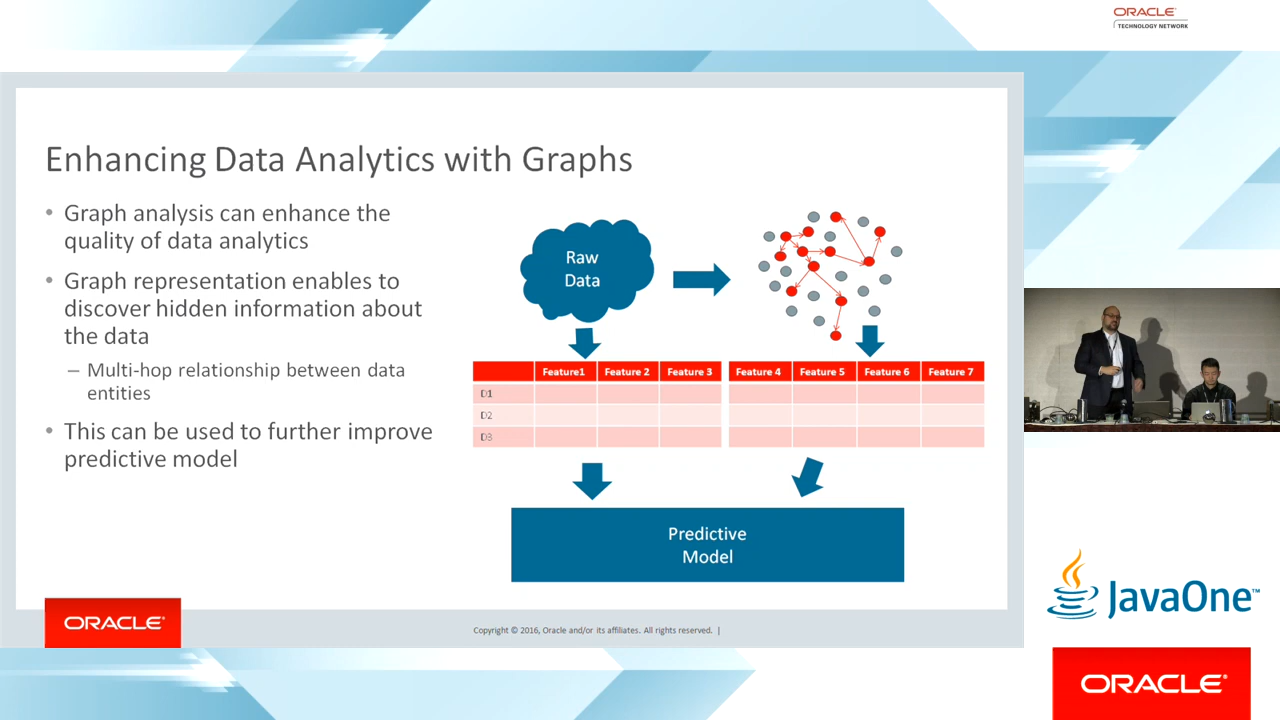 ORACLE
TECHNOLOGY NETWORK
Enhancing Data Analytics with Graphs
• Graph analysis can enhance the
quality of data analytics
• Graph representation enables to
discover hidden information about
the data
– Multi-hop relationship between data
entities
• This can be used to further improve
predictive model
Raw
Data
Feature1 Feature 2 Feature 3 Feature 4 Feature 5 Feature 6 Feature 7
D1
D2
D3
Predictive
Model
ORACLE®
Copyright © 2016, Oracle and/or its affiliates. All rights reserved. |
JavaOne™
ORACLE®